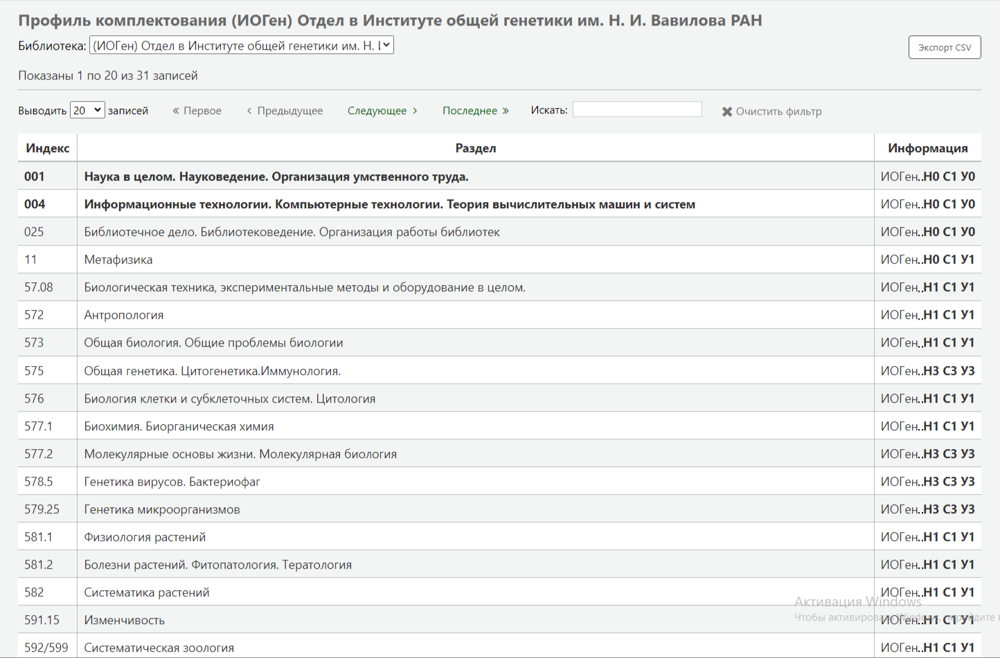 Профиль комплектования (ИОГен) Отдел в Институте общей генетики им. Н. И. Вавилова РАН
Библиотека: (ИОГен) Отдел в Институте общей генетики им. Н. I
Экспорт CSV
Показаны 1 по 20 из 31 записей
Выводить 20 записей « Первое < Предыдущее Следующее > Последнее » Искать: ✖ Очистить фильтр
Индекс Раздел Информация
001 Наука в целом. Науковедение. Организация умственного труда. ИОГен..Н0 С1 У0
004 Информационные технологии. Компьютерные технологии. Теория вычислительных машин и систем ИОГен..Н0 С1 У0
025 Библиотечное дело. Библиотековедение. Организация работы библиотек ИОГен..Н0 С1 У0
11 Метафизика ИОГен..Н0 С1 У1
57.08 Биологическая техника, экспериментальные методы и оборудование в целом. ИОГен..Н1 С1 У1
572 Антропология ИОГен..Н1 С1 У1
573 Общая биология. Общие проблемы биологии ИОГен..Н1 С1 У1
575 Общая генетика. Цитогенетика.Иммунология. ИОГен..Н3 С3 У3
576 Биология клетки и субклеточных систем. Цитология ИОГен..Н1 С1 У1
577.1 Биохимия. Биорганическая химия ИОГен..Н1 С1 У1
577.2 Молекулярные основы жизни. Молекулярная биология ИОГен..Н3 С3 У3
578.5 Генетика вирусов. Бактериофаг ИОГен..Н3 С3 У3
579.25 Генетика микроорганизмов ИОГен..Н3 С3 У3
581.1 Физиология растений ИОГен..Н1 С1 У1
581.2 Болезни растений. Фитопатология. Тератология ИОГен..Н1 С1 У1
582 Систематика растений ИОГен..Н1 С1 У1
Активация Windows
Чтобы активировать Windows, перейдите в
591.15 Изменчивость ИОГен..Н1 С1 У1
592/599 Систематическая зоология ИОГен..Н1 С1 У1